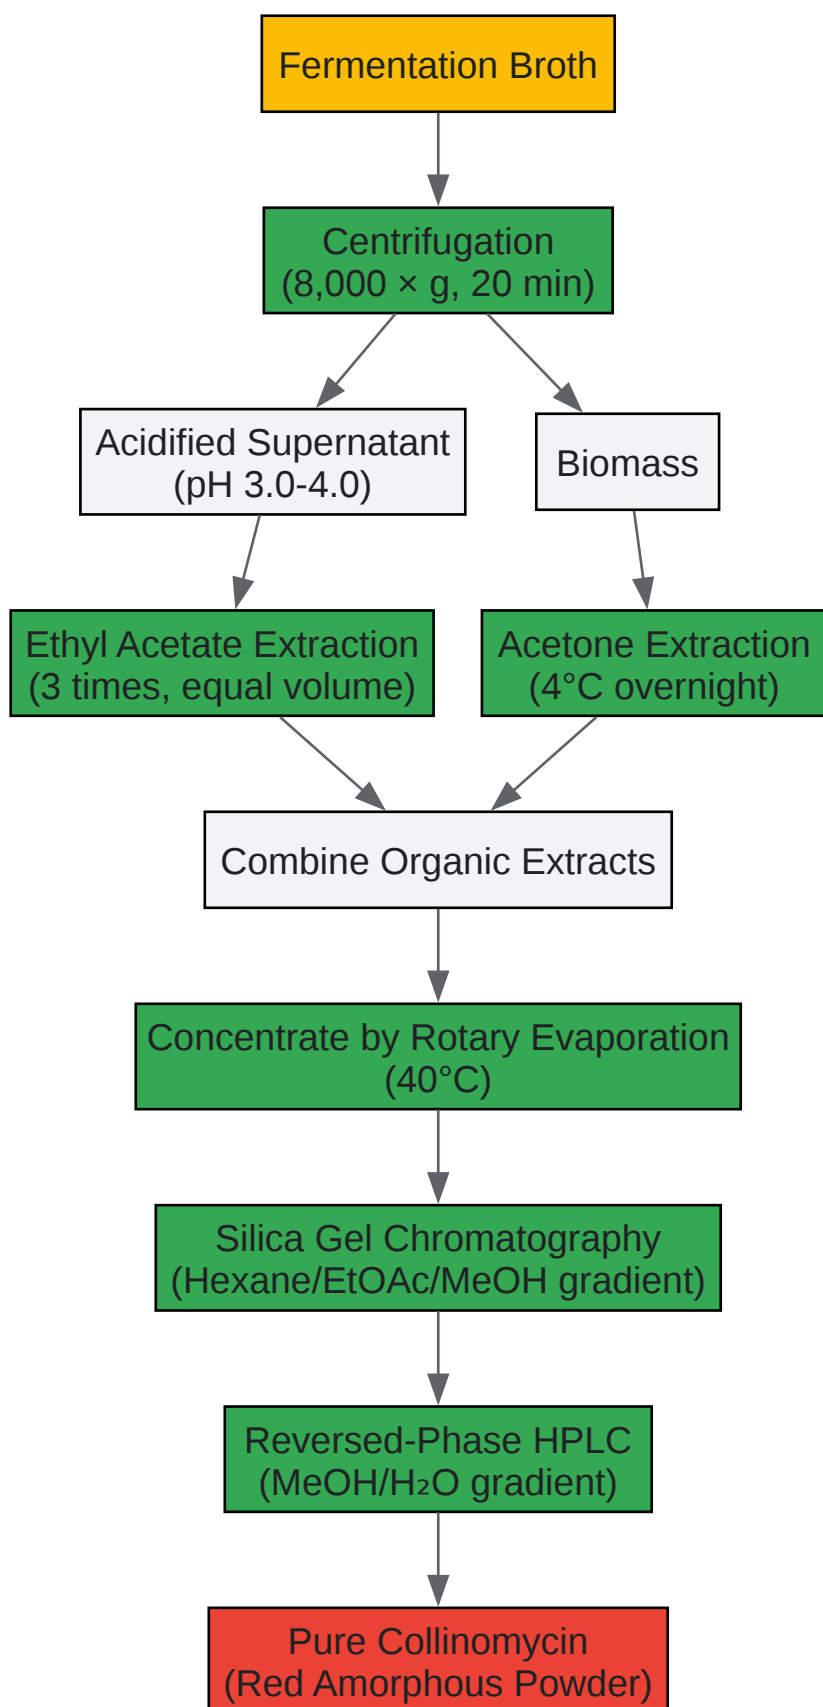 Fermentation Broth
Centrifugation
(8,000 × g, 20 min)
Acidified Supernatant
(pH 3.0-4.0)
Biomass
Ethyl Acetate Extraction
(3 times, equal volume)
Acetone Extraction
(4°C overnight)
Combine Organic Extracts
Concentrate by Rotary Evaporation
(40°C)
Silica Gel Chromatography
(Hexane/EtOAc/MeOH gradient)
Reversed-Phase HPLC
(MeOH/H₂O gradient)
Pure Collinomycin
(Red Amorphous Powder)